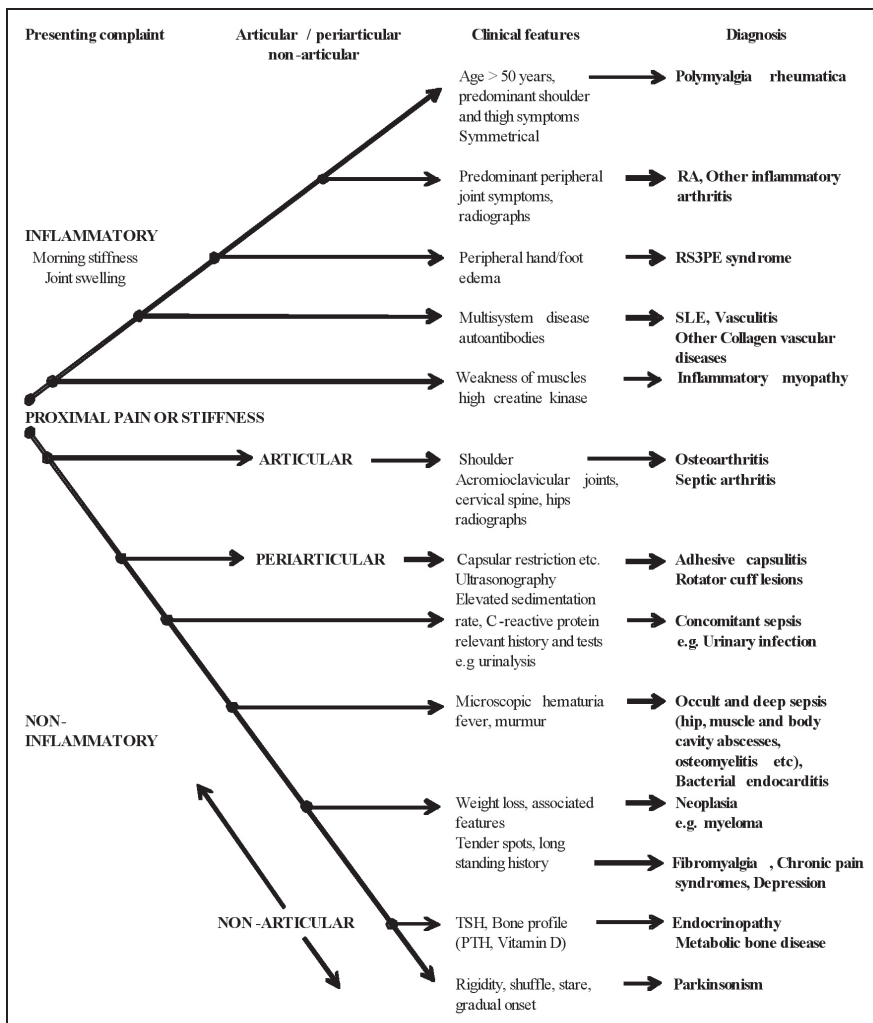 Presenting complaint
Articular / periarticular
non-articular
Clinical features
Diagnosis
Age > 50 years,
predominant shoulder
and thigh symptoms
Symmetrical
Polymyalgia rheumatica
Predominant peripheral
joint symptoms,
radiographs
RA, Other inflammatory
arthritis
INFLAMMATORY
Morning stiffness
Joint swelling
Peripheral hand/foot
edema
RS3PE syndrome
Multisystem disease
autoantibodies
SLE, Vasculitis
Other Collagen vascular
diseases
Weakness of muscles
high creatine kinase
Inflammatory myopathy
PROXIMAL PAIN OR STIFFNESS
ARTICULAR
Shoulder
Acromioclavicular joints,
cervical spine, hips
radiographs
Osteoarthritis
Septic arthritis
PERIARTICULAR
Capsular restriction etc.
Ultrasonography
Adhesive capsulitis
Rotator cuff lesions
Elevated sedimentation
rate, C-reactive protein
relevant history and tests
e.g urinalysis
Concomitant sepsis
e.g. Urinary infection
NON-
INFLAMMATORY
Microscopic hematuria
fever, murmur
Occult and deep sepsis
(hip, muscle and body
cavity abscesses,
osteomyelitis etc),
Bacterial endocarditis
Weight loss, associated
features
Neoplasia
e.g. myeloma
Tender spots, long
standing history
Fibromyalgia , Chronic pain
syndromes, Depression
NON -ARTICULAR
TSH, Bone profile
(PTH, Vitamin D)
Endocrinopathy
Metabolic bone disease
Rigidity, shuffle, stare,
gradual onset
Parkinsonism